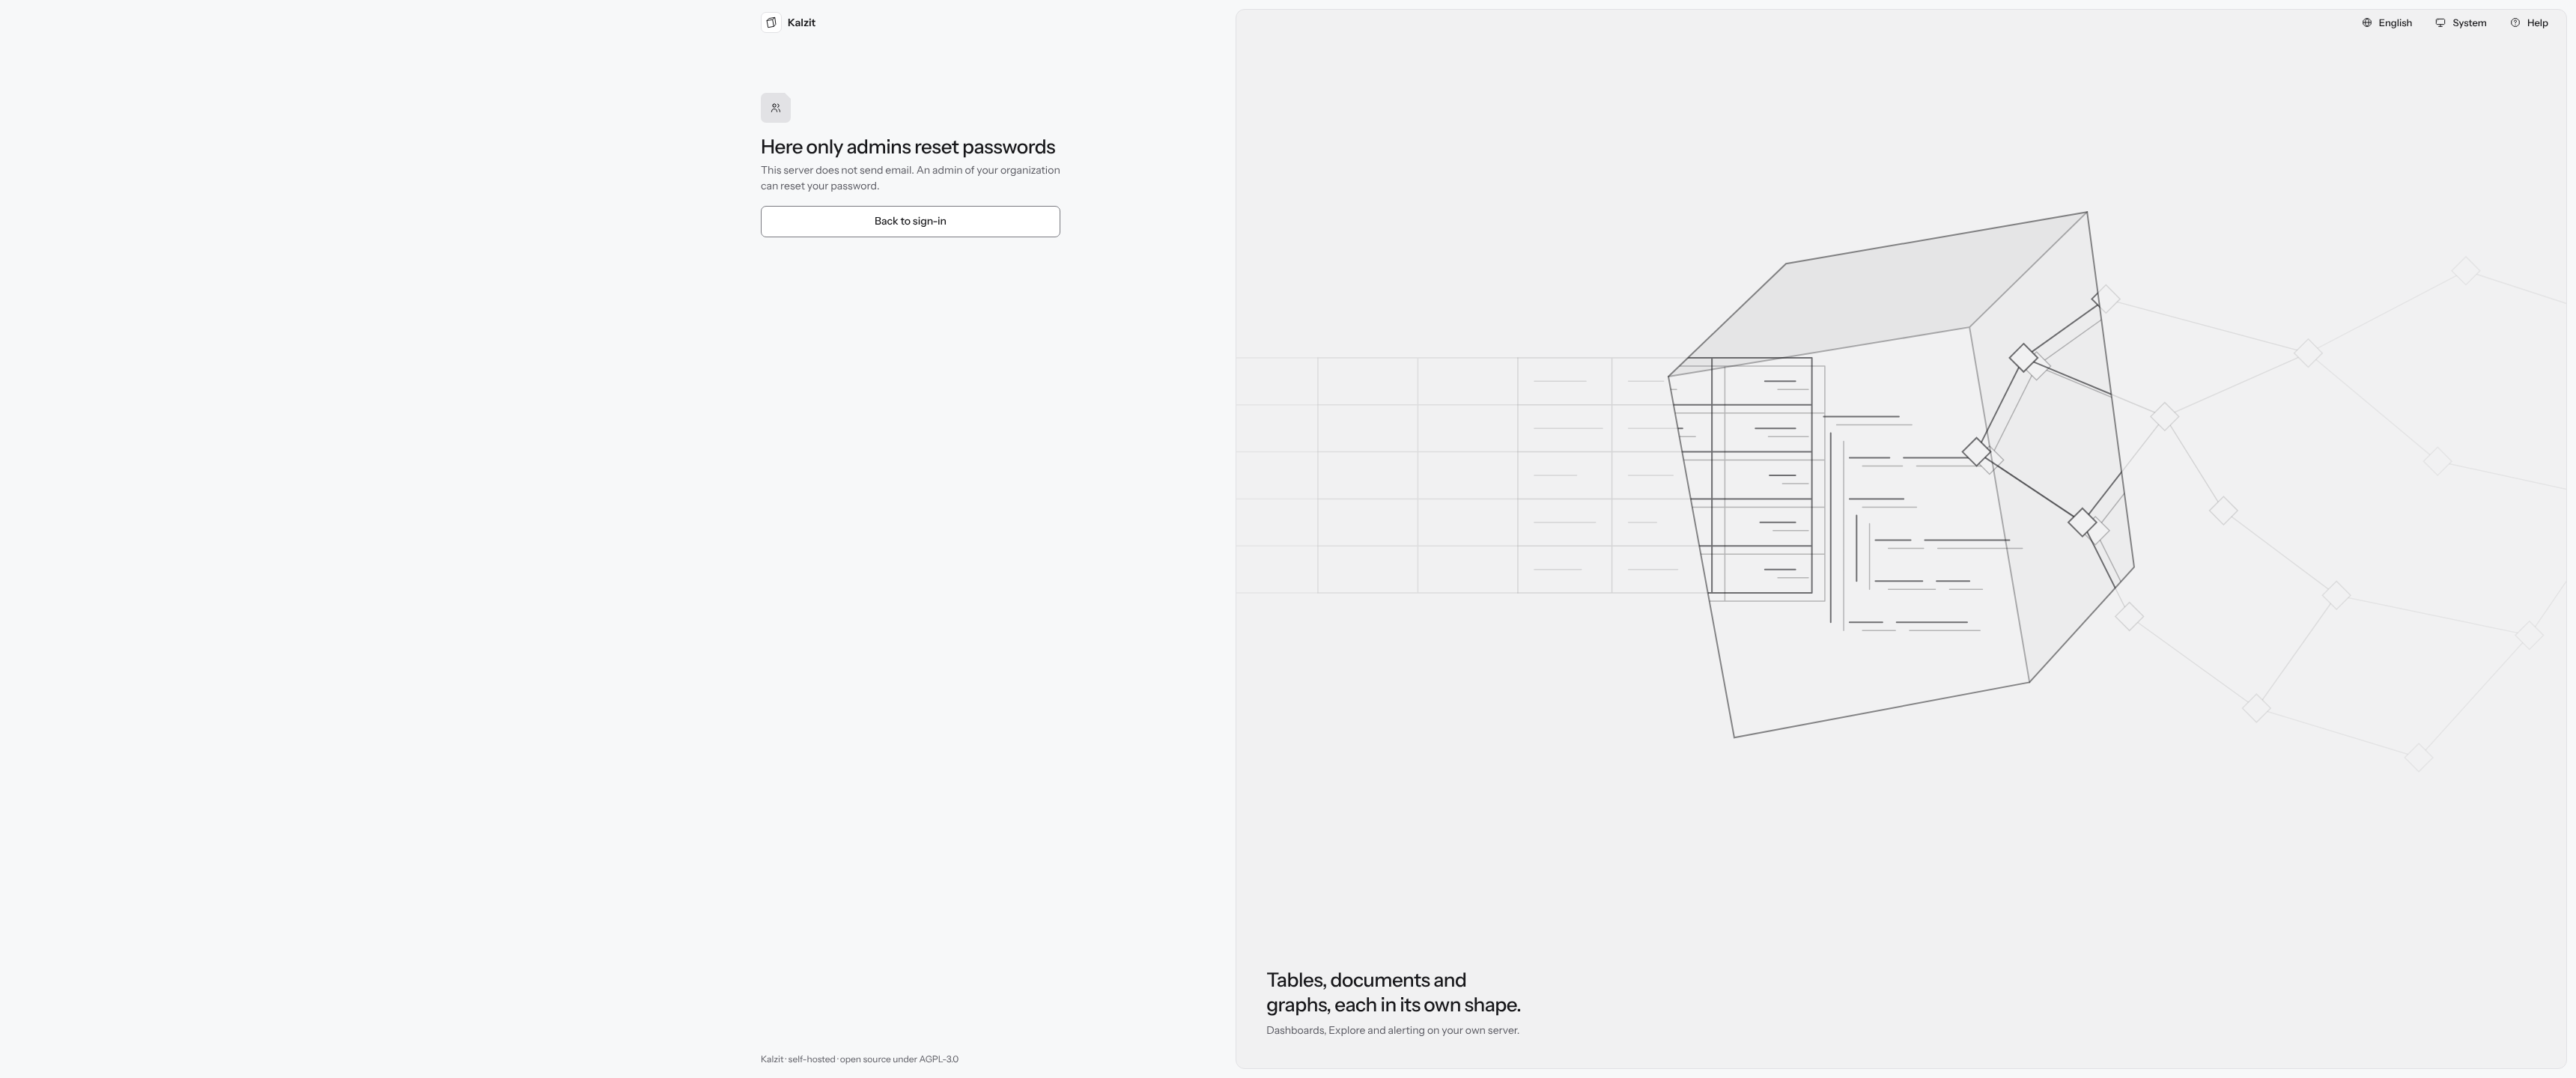 Kalzit
English
System
Help
Here only admins reset passwords
This server does not send email. An admin of your organization
can reset your password.
Back to sign-in
Tables, documents and
graphs, each in its own shape.
Dashboards, Explore and alerting on your own server.
Kalzit · self-hosted · open source under AGPL-3.0